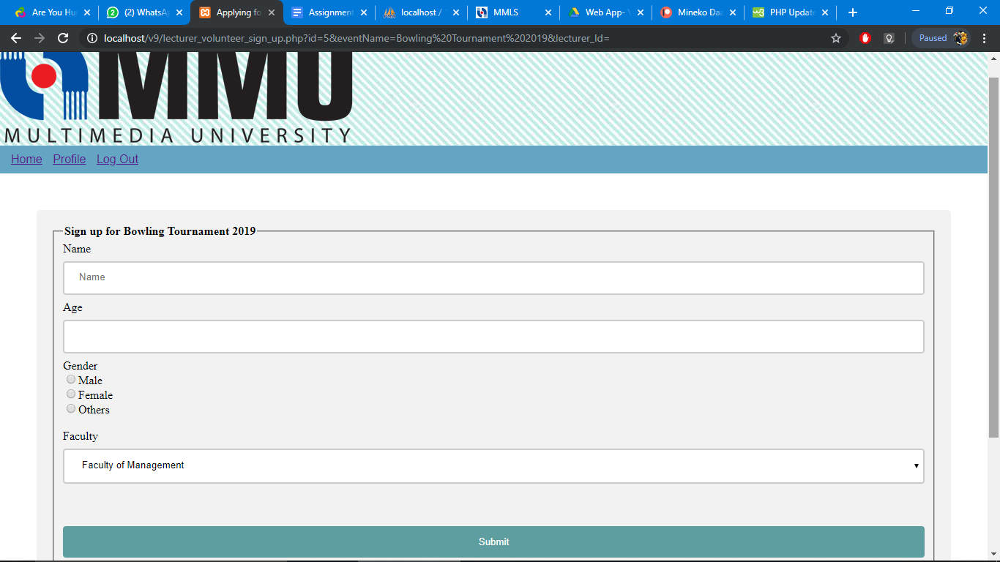 Are You Hu
(2) WhatsA
Applying fo
Assignment
localhost /
MMLS
Web App-
Mineko Da
PHP Updat
localhost/v9/lecturer_volunteer_sign_up.php?id=5&eventName=Bowling%20Tournament%202019&lecturer_Id=
Paused
MMU
MULTIMEDIA UNIVERSITY
Home Profile Log Out
Sign up for Bowling Tournament 2019
Name
Name
Age
Gender
Male
Female
Others
Faculty
Faculty of Management
Submit